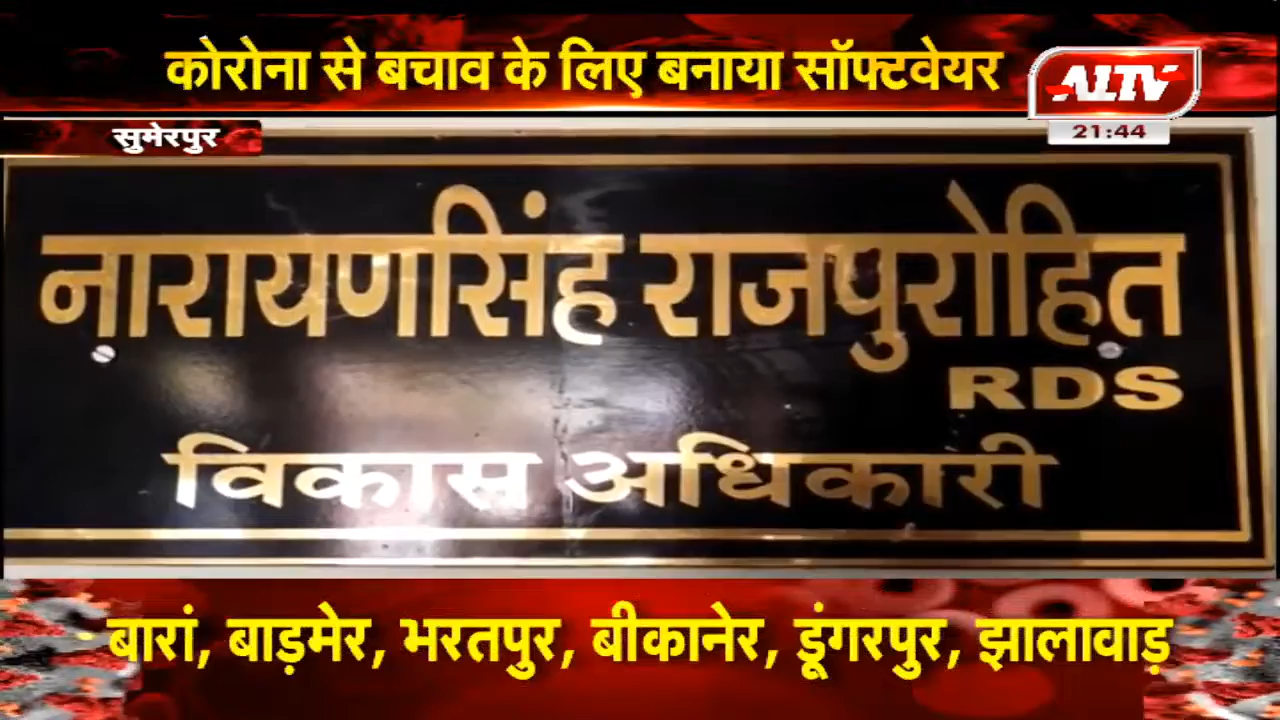 कोरोना से बचाव के लिए बनाया सॉफ्टवेयर
ALTV
21:44
सुमेरपुर
नारायणसिंह राजपुरोहित
RDS
विकास अधिकारी
बारां, बाड़मेर, भरतपुर, बीकानेर, डूंगरपुर, झालावाड़